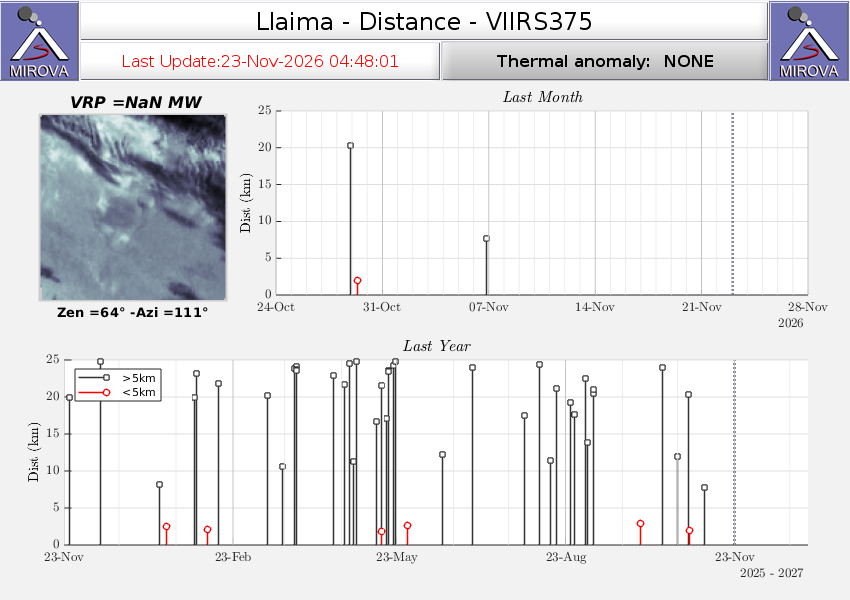 Llaima - Distance - VIIRS375
MIROVA
Last Update:23-Nov-2026 04:48:01
Thermal anomaly: NONE
MIROVA
VRP =NaN MW
Zen =64° -Azi =111°
Last Month
Dist (km)
25
20
15
10
5
0
24-Oct 31-Oct 07-Nov 14-Nov 21-Nov 28-Nov
2026
Last Year
Dist (km)
25
20
15
10
5
0
>5km
<5km
23-Nov 23-Feb 23-May 23-Aug 23-Nov
2025 - 2027